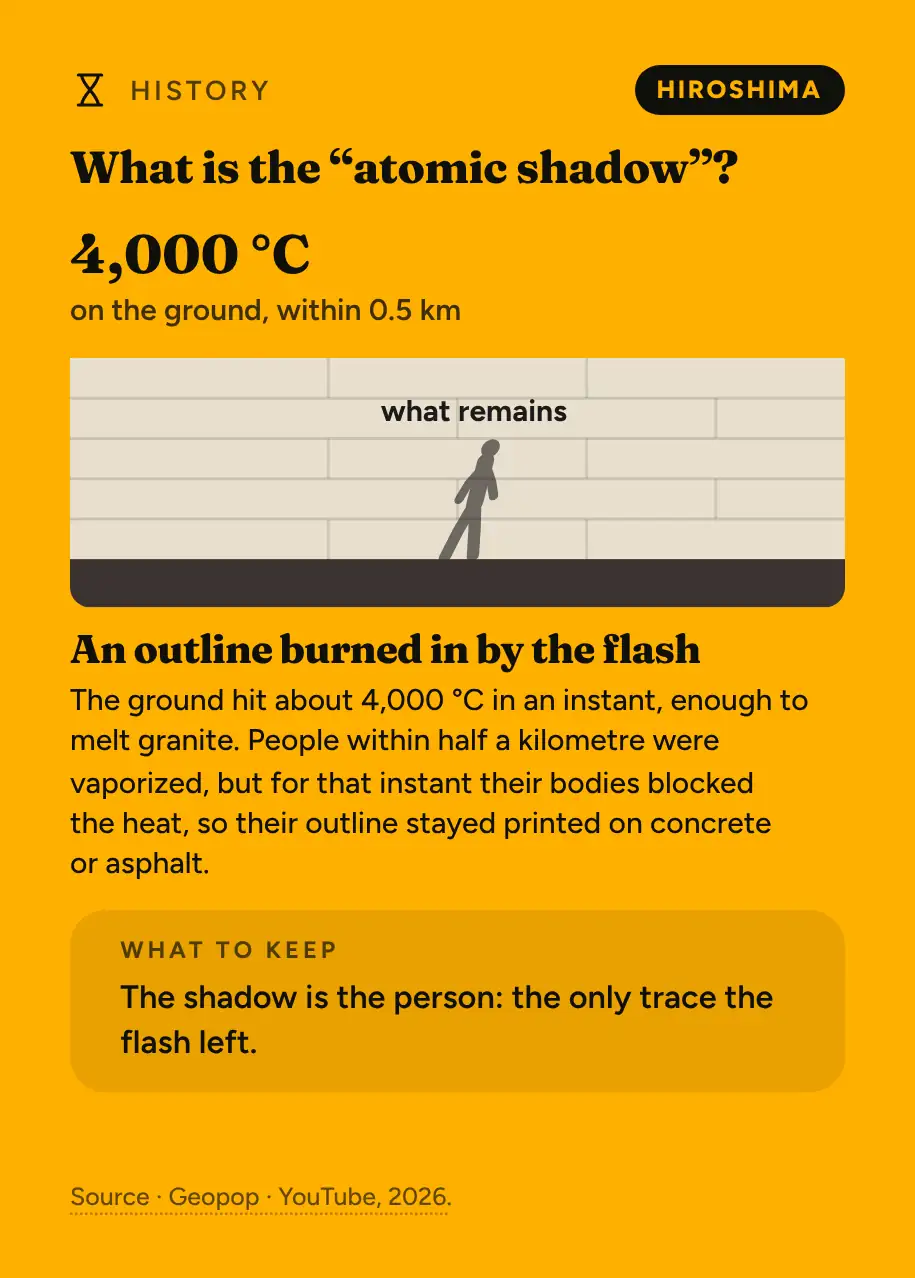 HISTORY
HIROSHIMA
What is the “atomic shadow”?
4,000 °C
on the ground, within 0.5 km
what remains
An outline burned in by the flash
The ground hit about 4,000 °C in an instant, enough to
melt granite. People within half a kilometre were
vaporized, but for that instant their bodies blocked
the heat, so their outline stayed printed on concrete
or asphalt.
WHAT TO KEEP
The shadow is the person: the only trace the
flash left.
Source · Geopop · YouTube, 2026.